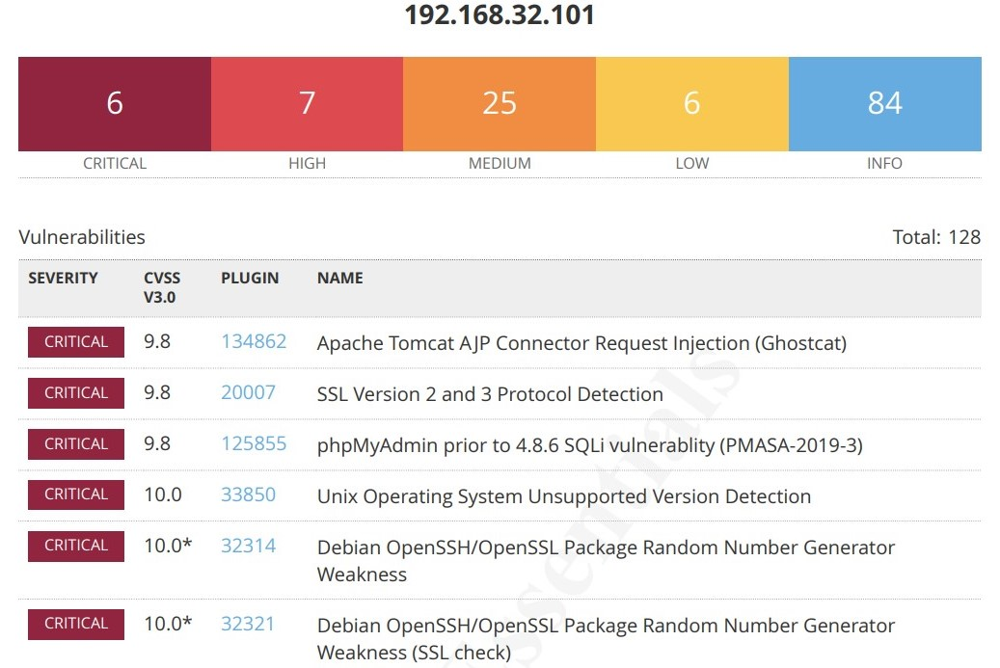 192.168.32.101
6 7 25 6 84
CRITICAL HIGH MEDIUM LOW INFO
Vulnerabilities Total: 128
SEVERITY CVSS V3.0 PLUGIN NAME
CRITICAL 9.8 134862 Apache Tomcat AJP Connector Request Injection (Ghostcat)
CRITICAL 9.8 20007 SSL Version 2 and 3 Protocol Detection
CRITICAL 9.8 125855 phpMyAdmin prior to 4.8.6 SQLi vulnerablity (PMASA-2019-3)
CRITICAL 10.0 33850 Unix Operating System Unsupported Version Detection
CRITICAL 10.0* 32314 Debian OpenSSH/OpenSSL Package Random Number Generator
Weakness
CRITICAL 10.0* 32321 Debian OpenSSH/OpenSSL Package Random Number Generator
Weakness (SSL check)
Essentials